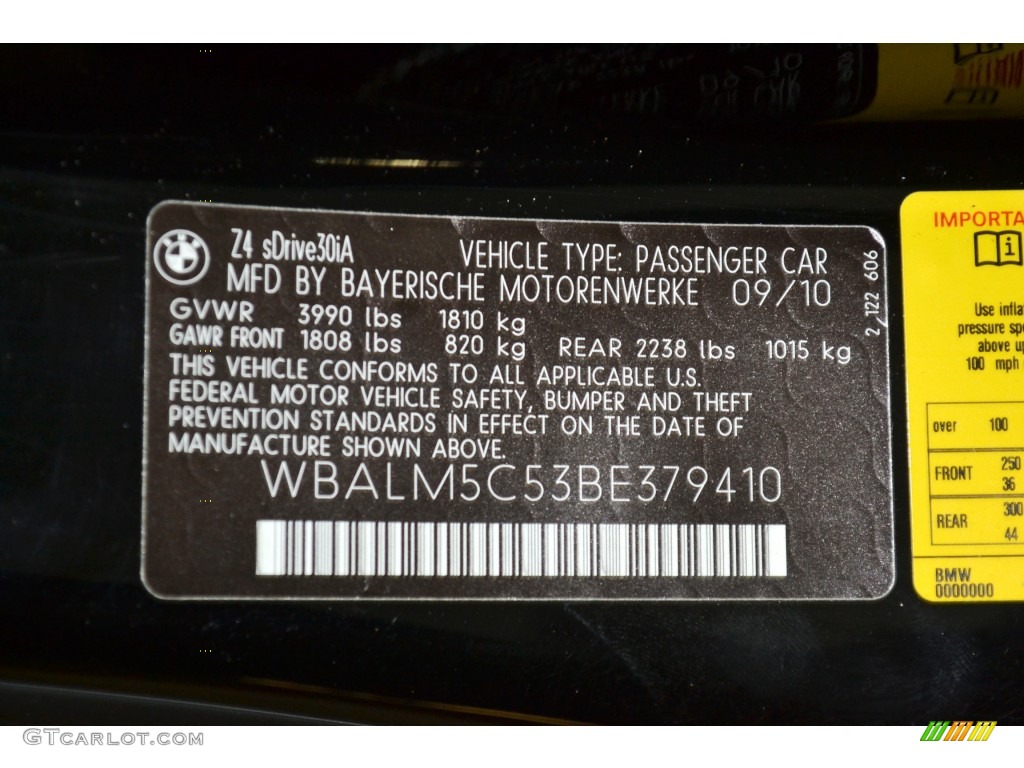 Z4 sDrive30iA VEHICLE TYPE: PASSENGER CAR
MFD BY BAYERISCHE MOTORENWERKE 09/10
GVWR 3990 lbs 1810 kg
GAWR FRONT 1808 lbs 820 kg REAR 2238 lbs 1015 kg
THIS VEHICLE CONFORMS TO ALL APPLICABLE U.S.
FEDERAL MOTOR VEHICLE SAFETY, BUMPER AND THEFT
PREVENTION STANDARDS IN EFFECT ON THE DATE OF
MANUFACTURE SHOWN ABOVE.
WBALM5C53BE379410
2 122 606
IMPORTA
Use infla
pressure spe
above up
100 mph
over 100
FRONT 250
36
REAR 300
44
BMW
0000000
GTCARLOT.COM